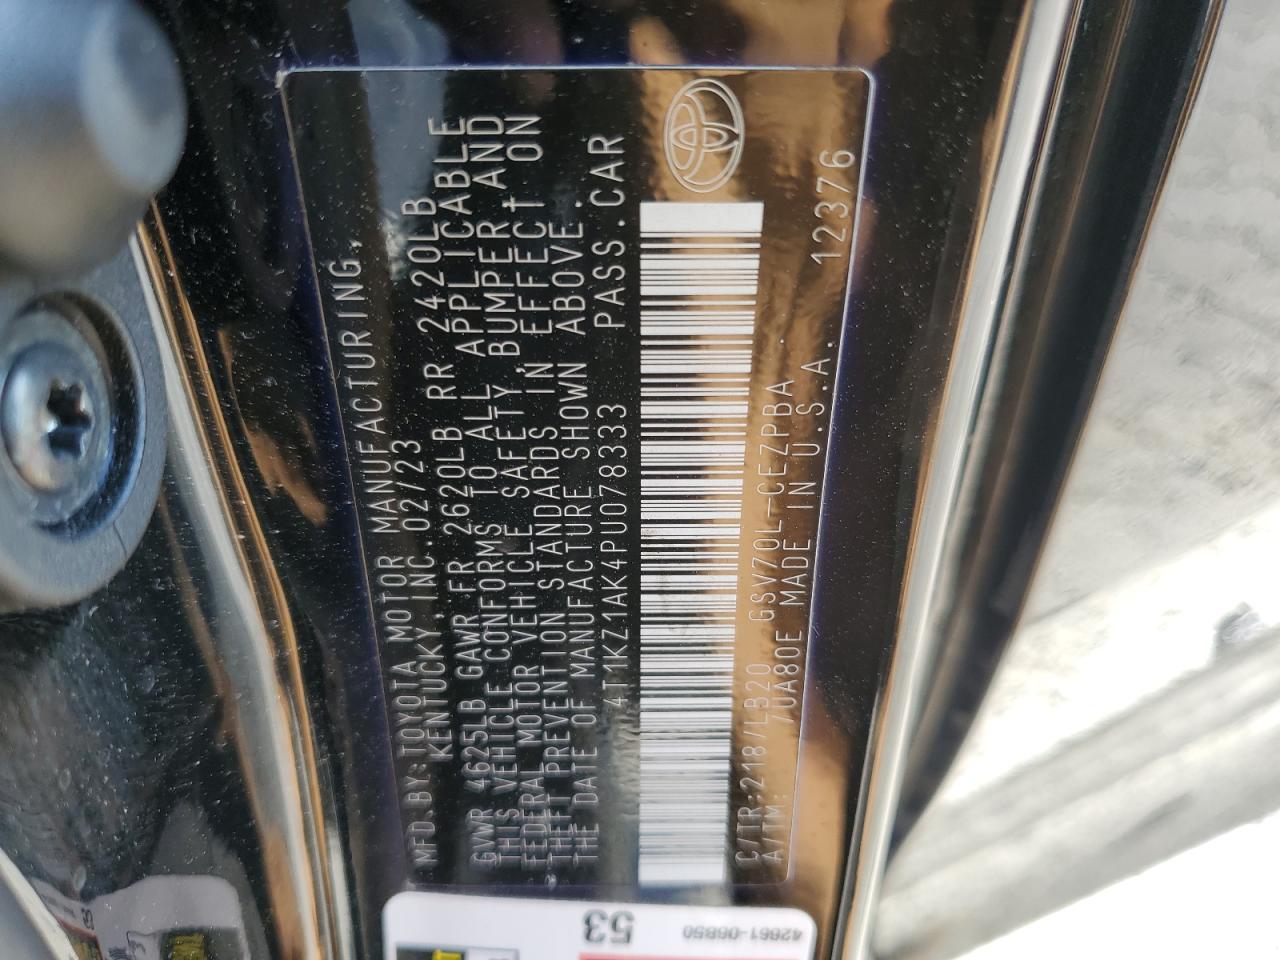 MFD.BY:TOYOTA MOTOR MANUFACTURING,
KENTUCKY,INC.02/23
GVWR 4625LB GAWR FR 2620LB RR 2420LB
THIS VEHICLE CONFORMS TO ALL APPLICABLE
FEDERAL MOTOR VEHICLE SAFETY,BUMPER AND
THEFT PREVENTION STANDARDS IN EFFECT ON
THE DATE OF MANUFACTURE SHOWN ABOVE.
4T1KZ1AK4PU078333 PASS.CAR
C/TR:218/LB20 GSV70L-CEZPBA
A/TM: /UA80E MADE IN U.S.A. 12376
53
42661-06B50